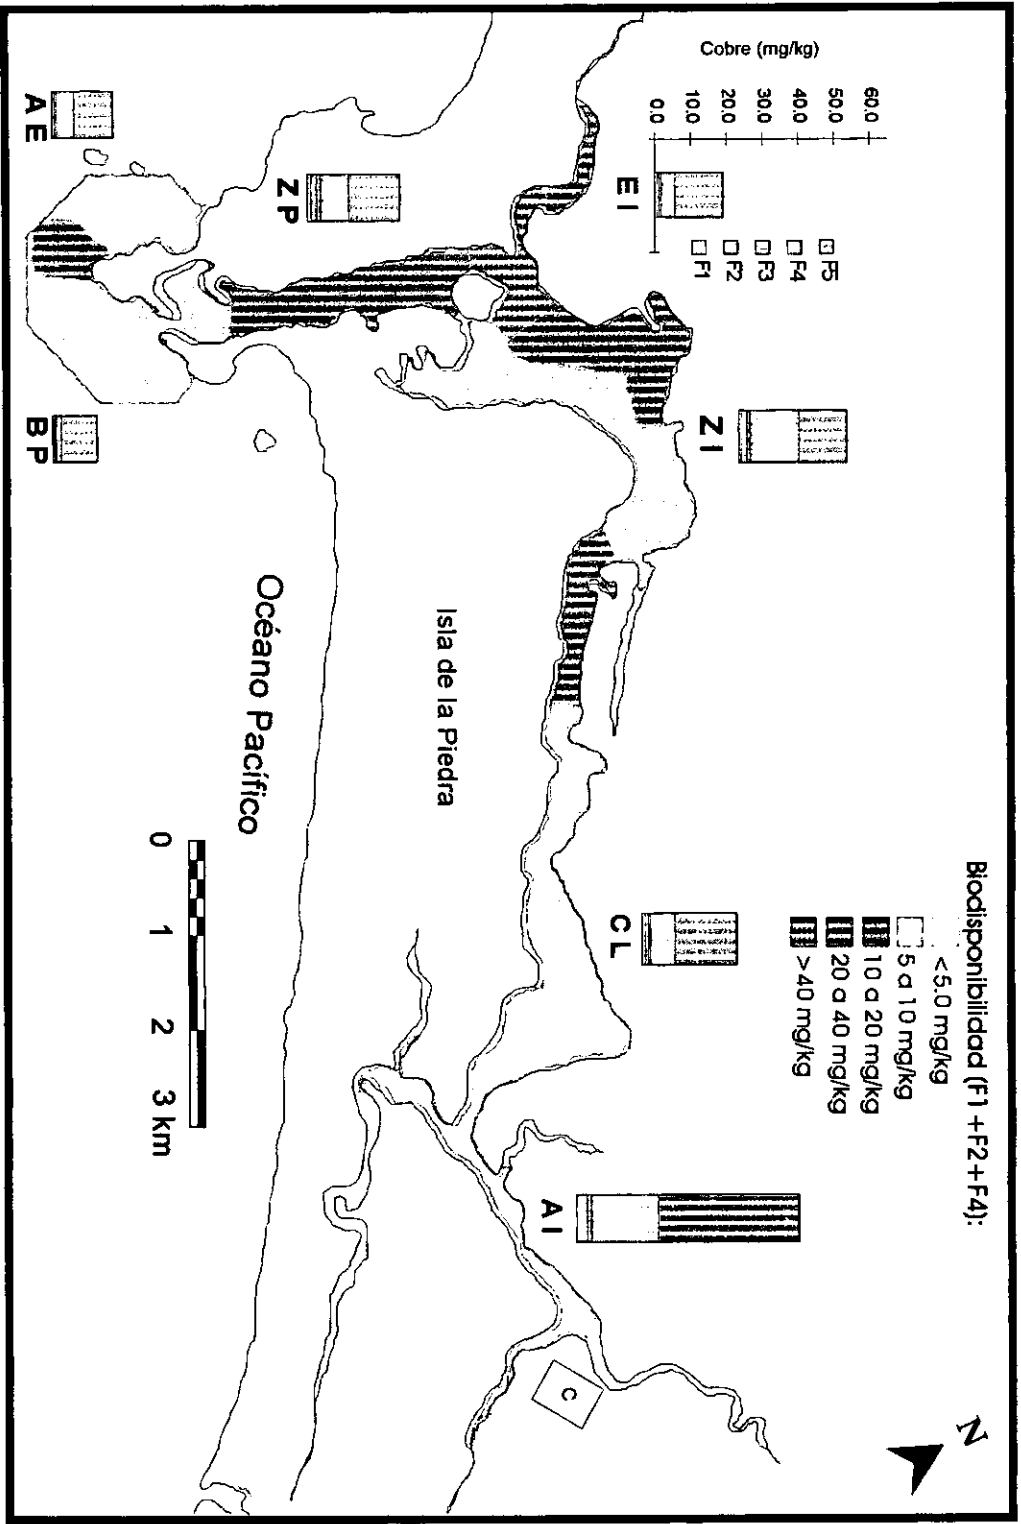 Cobre (mg/kg)
60.0
50.0
40.0
30.0
20.0
10.0
0.0
F5
F4
F3
F2
F1
E I
Z P
A E
Z I
B P
C L
A I
C
N
Biodisponibilidad (F1+F2+F4):
<5.0 mg/kg
5 a 10 mg/kg
10 a 20 mg/kg
20 a 40 mg/kg
>40 mg/kg
Isla de la Piedra
Océano Pacífico
0 1 2 3 km